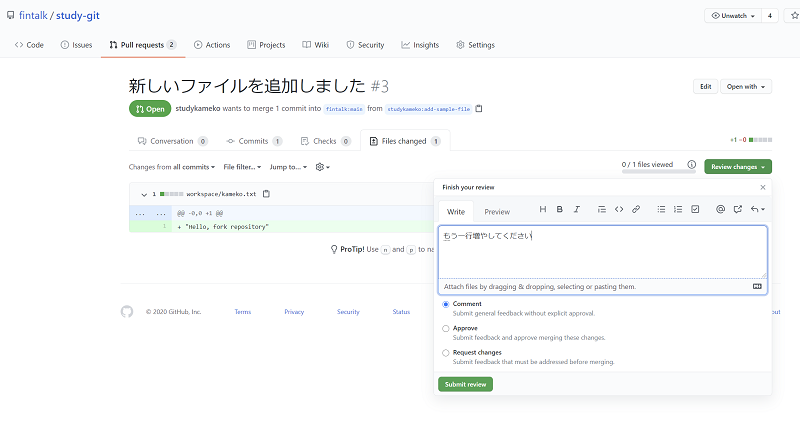 fintalk / study-git
Unwatch 4
Code Issues Pull requests 2 Actions Projects Wiki Security Insights Settings
新しいファイルを追加しました #3
Edit Open with
Open studykameko wants to merge 1 commit into fintalk:main from studykameko:add-sample-file
Conversation 0 Commits 1 Checks 0 Files changed 1
+1 −0
Changes from all commits File filter... Jump to...
0 / 1 files viewed
Review changes
1 workspace/kameko.txt
... ... @@ -0,0 +1 @@
1 + "Hello, fork repository"
ProTip! Use n and p to na
Finish your review
Write Preview
もう一行増やしてください
Attach files by dragging & dropping, selecting or pasting them.
Comment
Submit general feedback without explicit approval.
Approve
Submit feedback and approve merging these changes.
Request changes
Submit feedback that must be addressed before merging.
Submit review
© 2020 GitHub, Inc. Terms Privacy Security Status
out